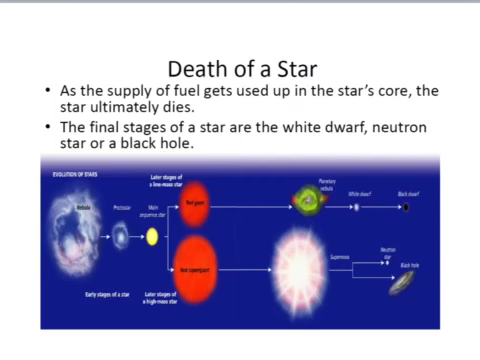 Death of a Star
• As the supply of fuel gets used up in the star's core, the
star ultimately dies.
• The final stages of a star are the white dwarf, neutron
star or a black hole.
EVOLUTION OF STARS
Later stages of
a low-mass star
Nebula
Protostar
Main
sequence star
Red giant
Planetary
nebula
White dwarf
Black dwarf
Red supergiant
Supernova
Neutron
star
Black hole
Early stages of a star
Later stages of
a high-mass star